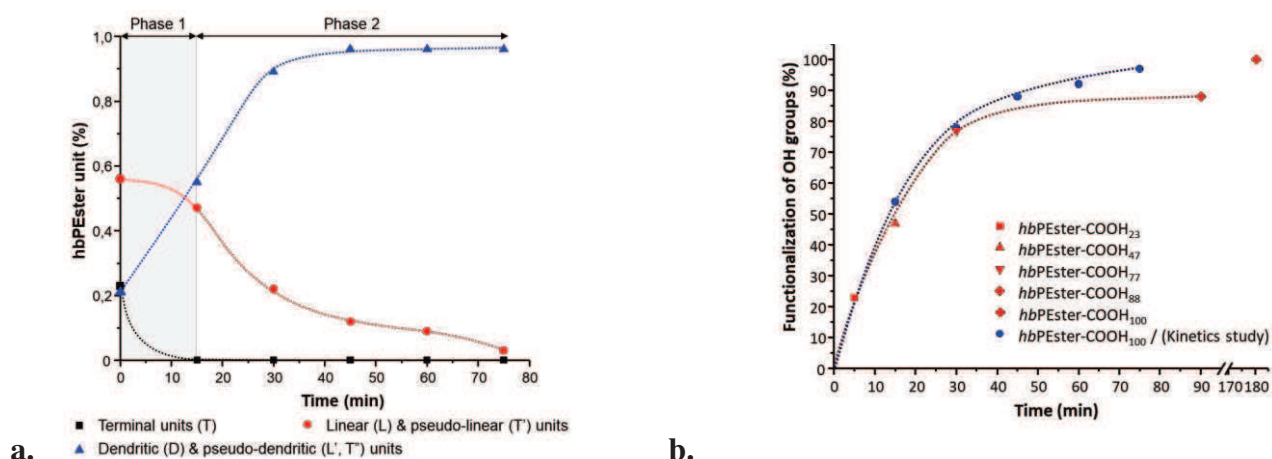 Phase 1
Phase 2
hbPEster unit (%)
1,0
0,8
0,6
0,4
0,2
0
0 10 20 30 40 50 60 70 80
Time (min)
Terminal units (T)
Linear (L) & pseudo-linear (T') units
Dendritic (D) & pseudo-dendritic (L', T'') units
a.
Functionalization of OH groups (%)
100
90
80
70
60
50
40
30
20
10
0
hbPEster-COOH23
hbPEster-COOH47
hbPEster-COOH77
hbPEster-COOH88
hbPEster-COOH100
hbPEster-COOH100 / (Kinetics study)
0 10 20 30 40 50 60 70 80 90 170 180
Time (min)
b.